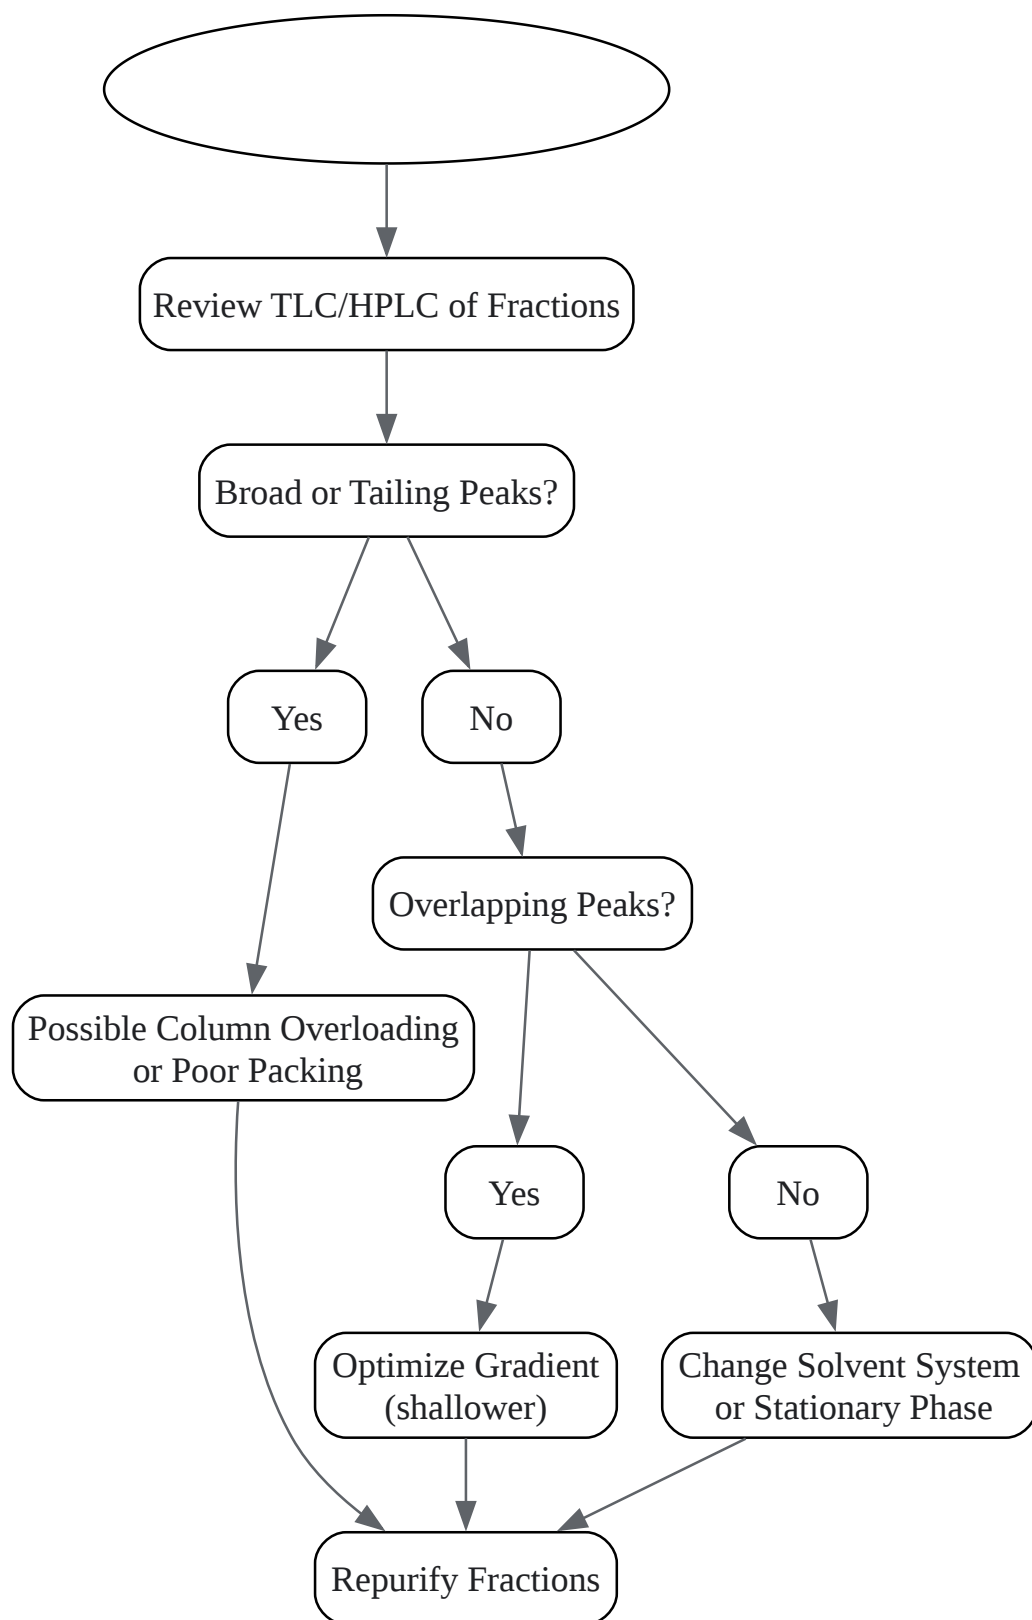 Review TLC/HPLC of Fractions
Broad or Tailing Peaks?
Yes
No
Overlapping Peaks?
Possible Column Overloading
or Poor Packing
Yes
No
Optimize Gradient
(shallower)
Change Solvent System
or Stationary Phase
Repurify Fractions